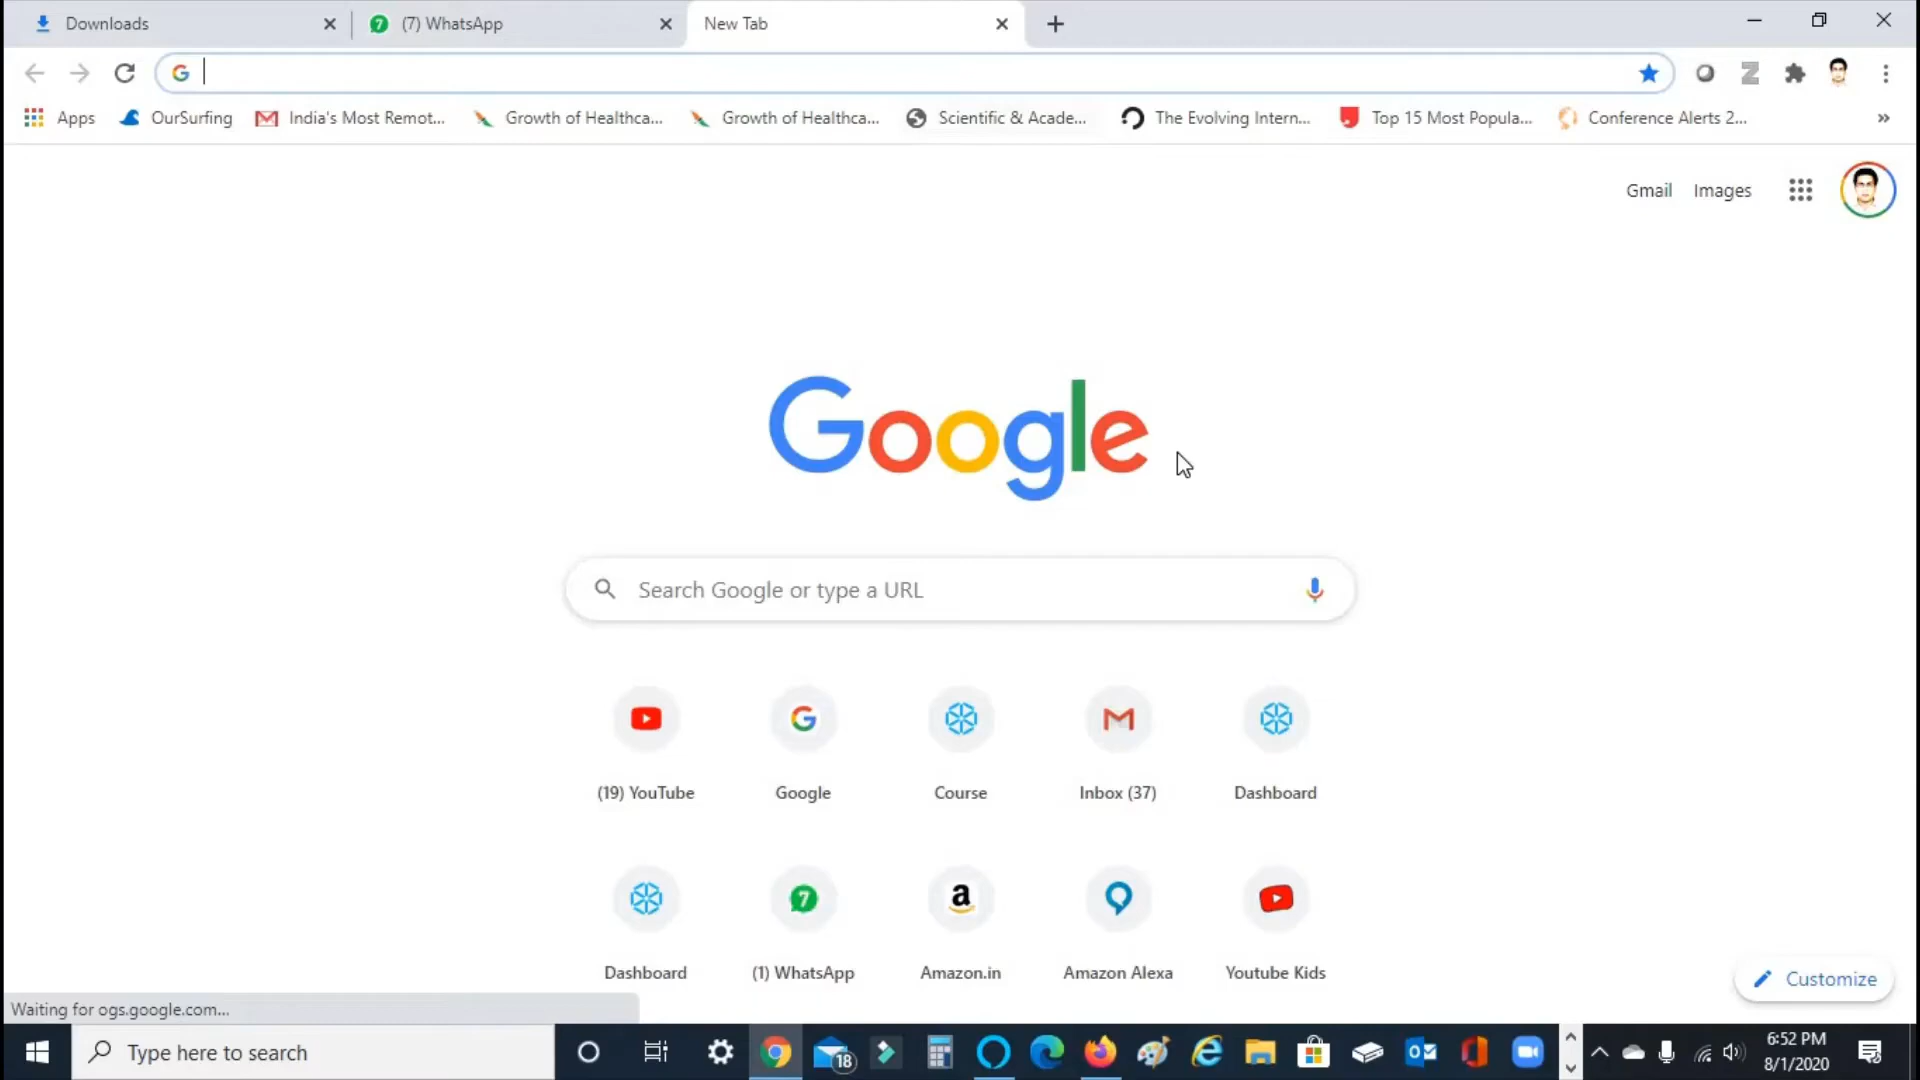 Downloads
(7) WhatsApp
New Tab
Apps
OurSurfing
India's Most Remot...
Growth of Healthca...
Growth of Healthca...
Scientific & Acade...
The Evolving Intern...
Top 15 Most Popula...
Conference Alerts 2...
Gmail
Images
Google
Search Google or type a URL
(19) YouTube
Google
Course
Inbox (37)
Dashboard
7
a
Dashboard
(1) WhatsApp
Amazon.in
Amazon Alexa
Youtube Kids
Customize
Waiting for ogs.google.com...
Type here to search
18
6:52 PM
8/1/2020